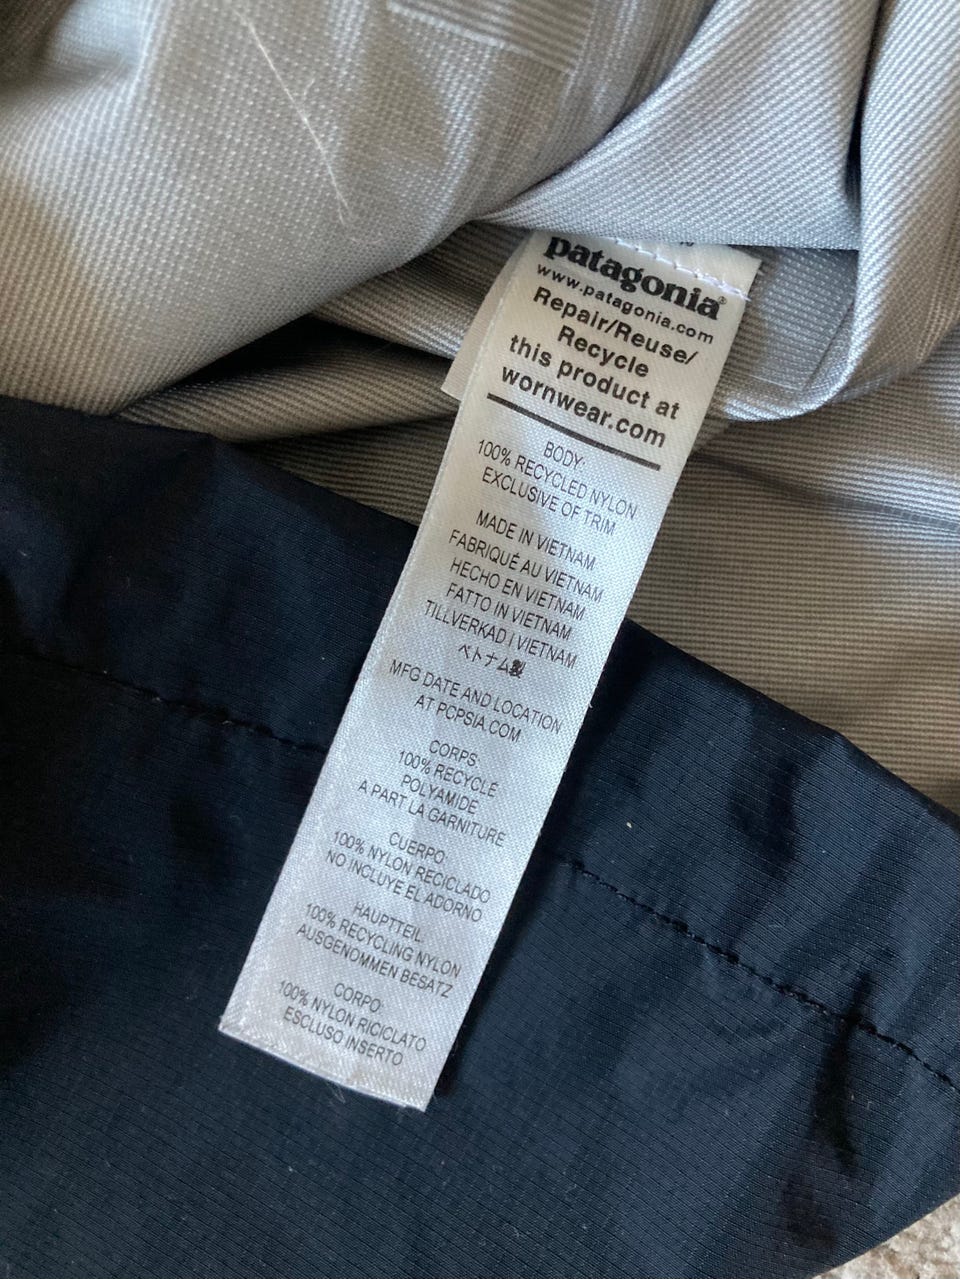 patagonia®
www.patagonia.com
Repair/Reuse/
Recycle
this product at
wornwear.com
BODY:
100% RECYCLED NYLON
EXCLUSIVE OF TRIM
MADE IN VIETNAM
FABRIQUÉ AU VIETNAM
HECHO EN VIETNAM
FATTO IN VIETNAM
TILLVERKAD I VIETNAM
ベトナム製
MFG DATE AND LOCATION
AT PCPSIA.COM
CORPS:
100% RECYCLÉ
POLYAMIDE
A PART LA GARNITURE
CUERPO:
100% NYLON RECICLADO
NO INCLUYE EL ADORNO
HAUPTTEIL:
100% RECYCLING NYLON
AUSGENOMMEN BESATZ
CORPO:
100% NYLON RICICLATO
ESCLUSO INSERTO